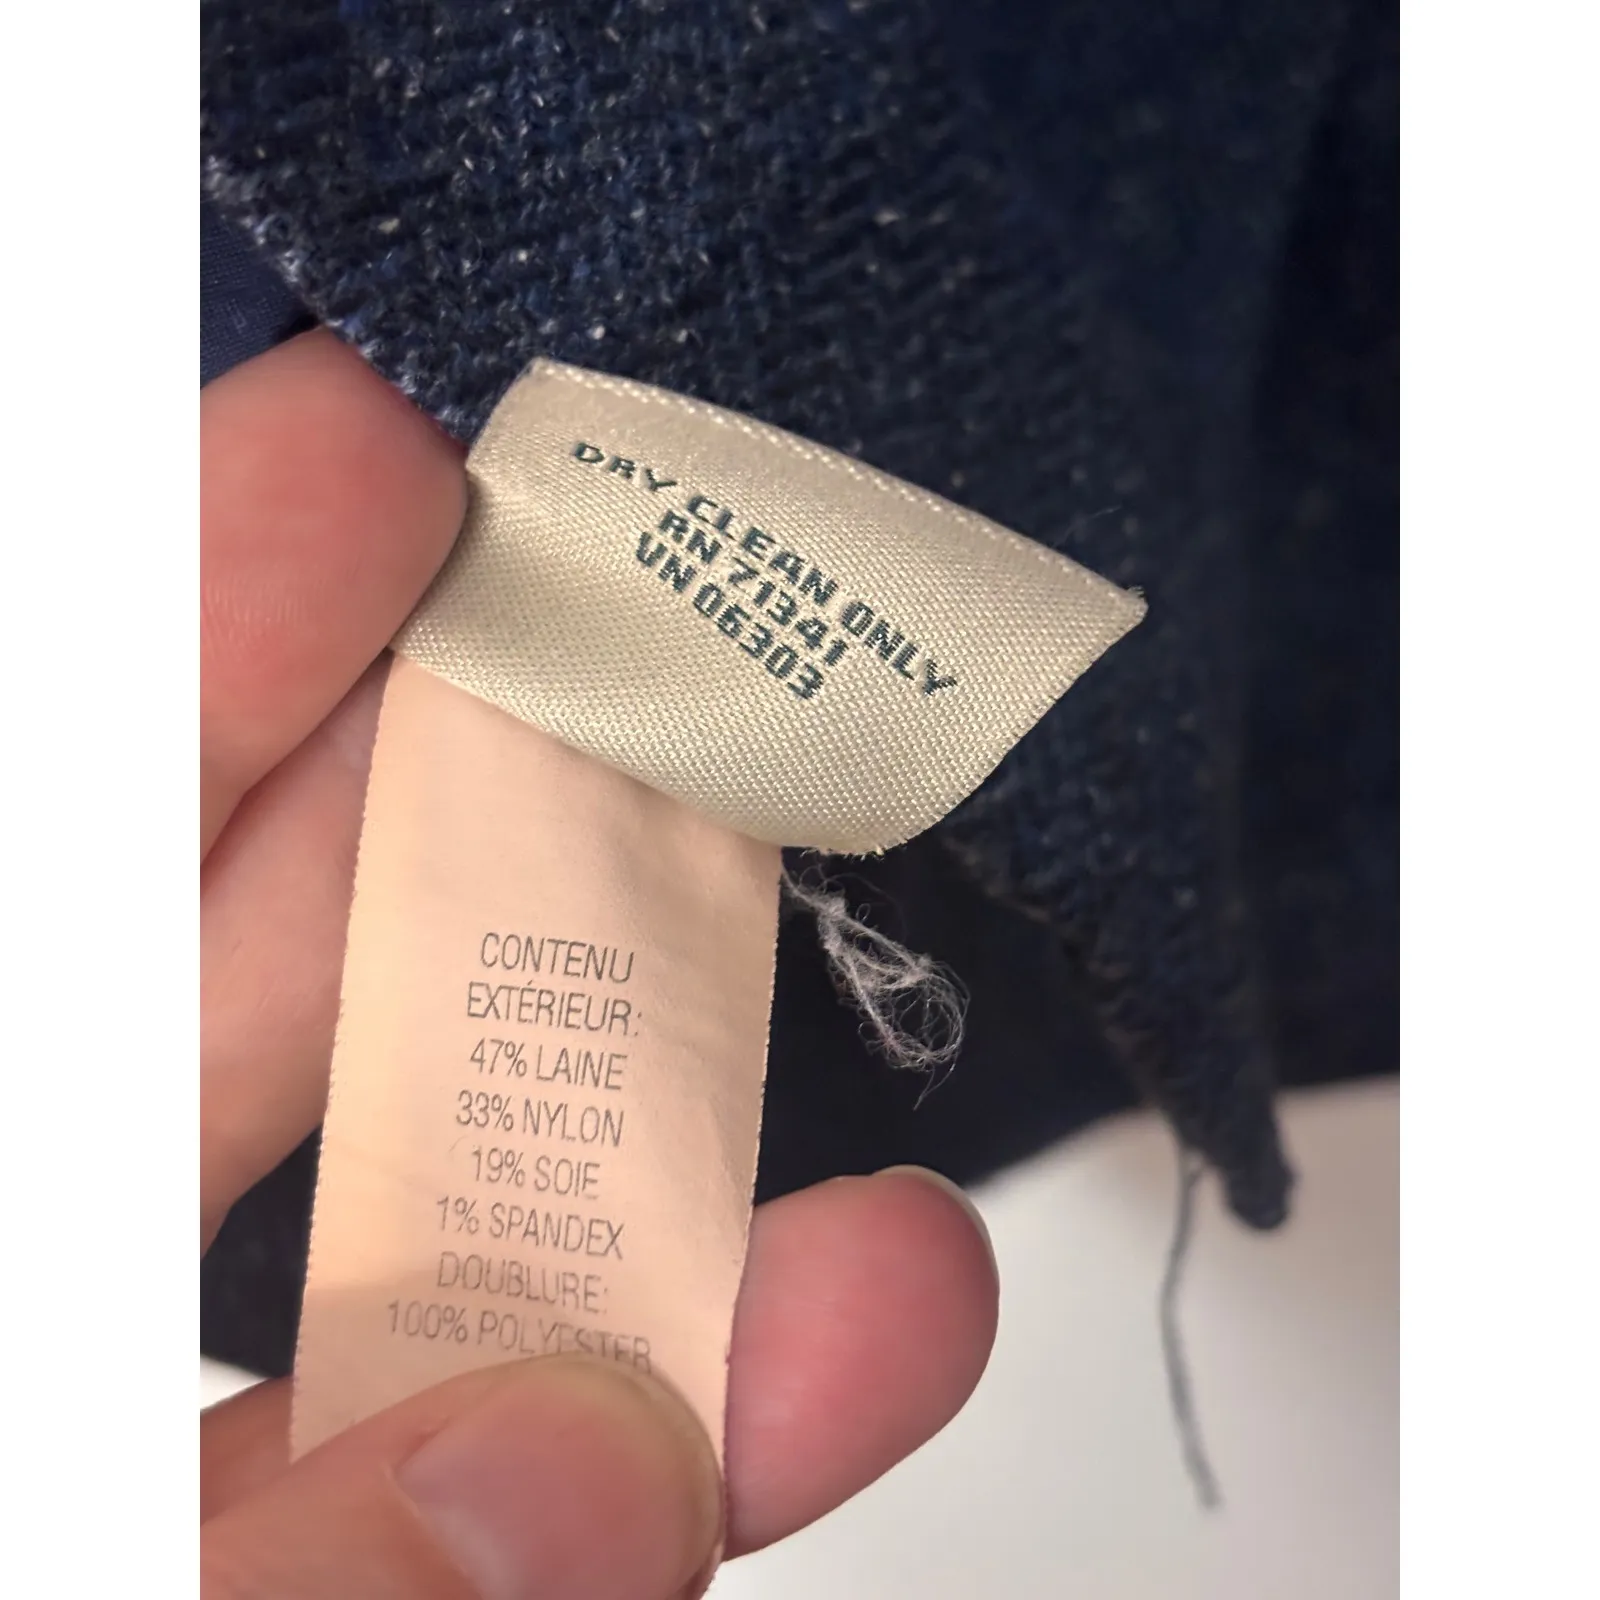 DRY CLEAN ONLY
RN 71341
VN 06303
CONTENU
EXTÉRIEUR:
47% LAINE
33% NYLON
19% SOIE
1% SPANDEX
DOUBLURE:
100% POLYESTER